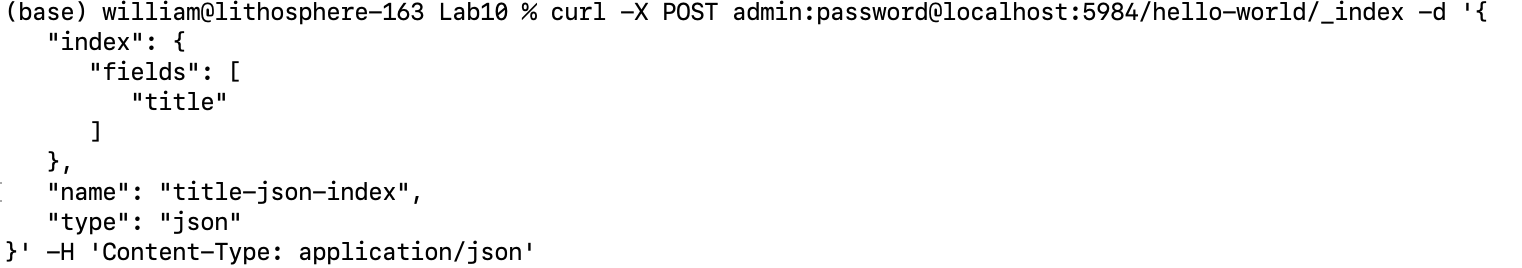 (base) william@lithosphere-163 Lab10 % curl -X POST admin:password@localhost:5984/hello-world/_index -d '{
   "index": {
      "fields": [
         "title"
      ]
   },
   "name": "title-json-index",
   "type": "json"
}' -H 'Content-Type: application/json'